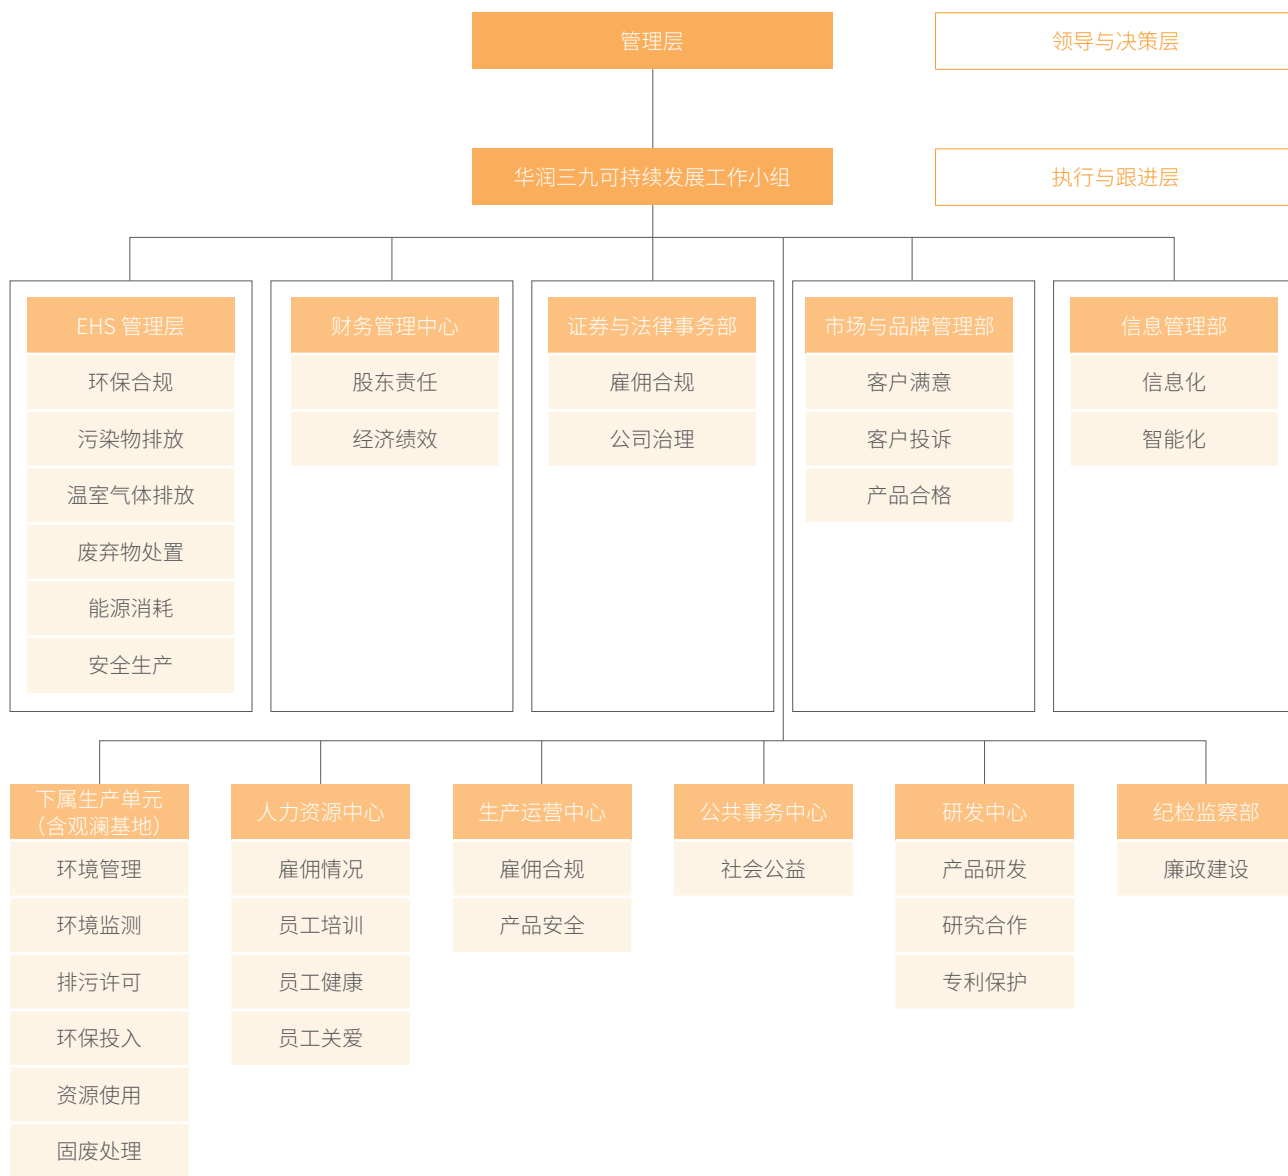 管理层
领导与决策层
华润三九可持续发展工作小组
执行与跟进层
EHS 管理层
环保合规
污染物排放
温室气体排放
废弃物处置
能源消耗
安全生产
财务管理中心
股东责任
经济绩效
证券与法律事务部
雇佣合规
公司治理
市场与品牌管理部
客户满意
客户投诉
产品合格
信息管理部
信息化
智能化
下属生产单元
（含观澜基地）
环境管理
环境监测
排污许可
环保投入
资源使用
固废处理
人力资源中心
雇佣情况
员工培训
员工健康
员工关爱
生产运营中心
雇佣合规
产品安全
公共事务中心
社会公益
研发中心
产品研发
研究合作
专利保护
纪检监察部
廉政建设